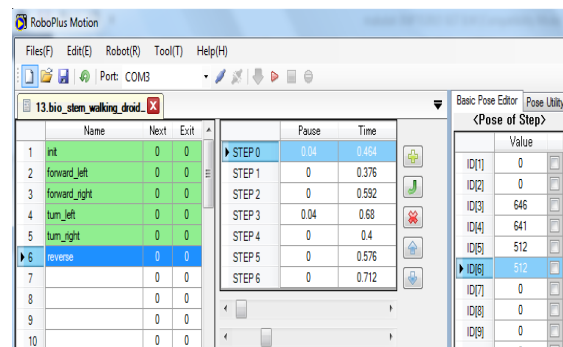 RoboPlus Motion
Files(F) Edit(E) Robot(R) Tool(T) Help(H)
Port: COM3
13.bio_stem_walking_droid_
Basic Pose Editor Pose Utility
<Pose of Step>
Name Next Exit
1 init 0 0
2 forward_left 0 0
3 forward_right 0 0
4 turn_left 0 0
5 turn_right 0 0
6 reverse 0 0
7 0 0
8 0 0
9 0 0
10 0 0
Pause Time
STEP 0 0.04 0.464
STEP 1 0 0.376
STEP 2 0 0.592
STEP 3 0.04 0.68
STEP 4 0 0.4
STEP 5 0 0.576
STEP 6 0 0.712
Value
ID[1] 0
ID[2] 0
ID[3] 646
ID[4] 641
ID[5] 512
ID[6] 512
ID[7] 0
ID[8] 0
ID[9] 0